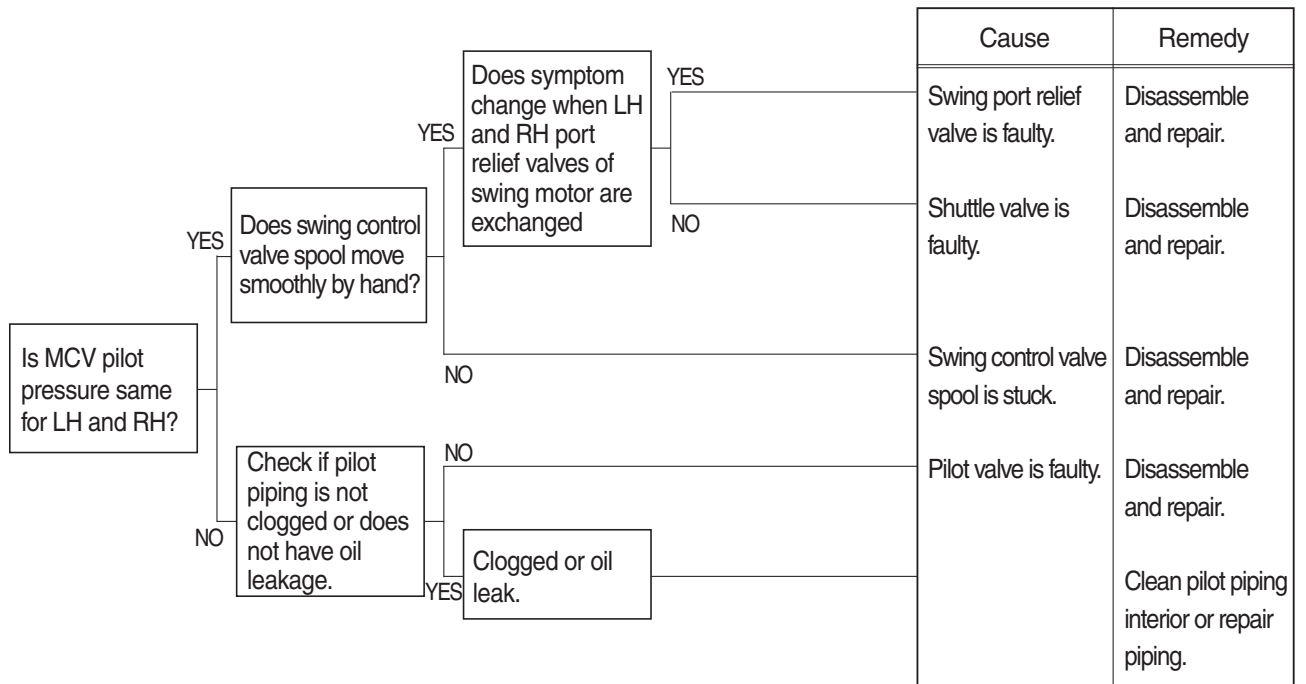 Cause
Remedy
Does symptom
change when LH
and RH port
relief valves of
swing motor are
exchanged
YES
NO
Swing port relief
valve is faulty.
Disassemble
and repair.
Shuttle valve is
faulty.
Disassemble
and repair.
YES
Does swing control
valve spool move
smoothly by hand?
YES
NO
Swing control valve
spool is stuck.
Disassemble
and repair.
Is MCV pilot
pressure same
for LH and RH?
NO
Check if pilot
piping is not
clogged or does
not have oil
leakage.
NO
Pilot valve is faulty.
Disassemble
and repair.
YES
Clogged or oil
leak.
Clean pilot piping
interior or repair
piping.